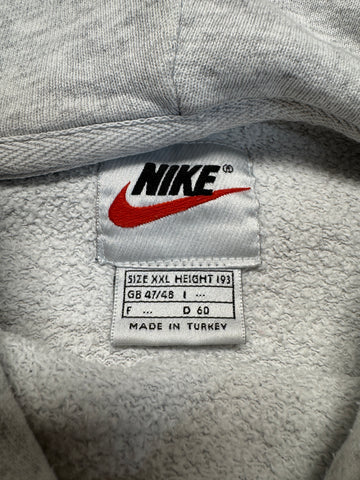 NIKE®
SIZE XXL HEIGHT 193
GB 47/48 I ...
F ... D 60
MADE IN TURKEY